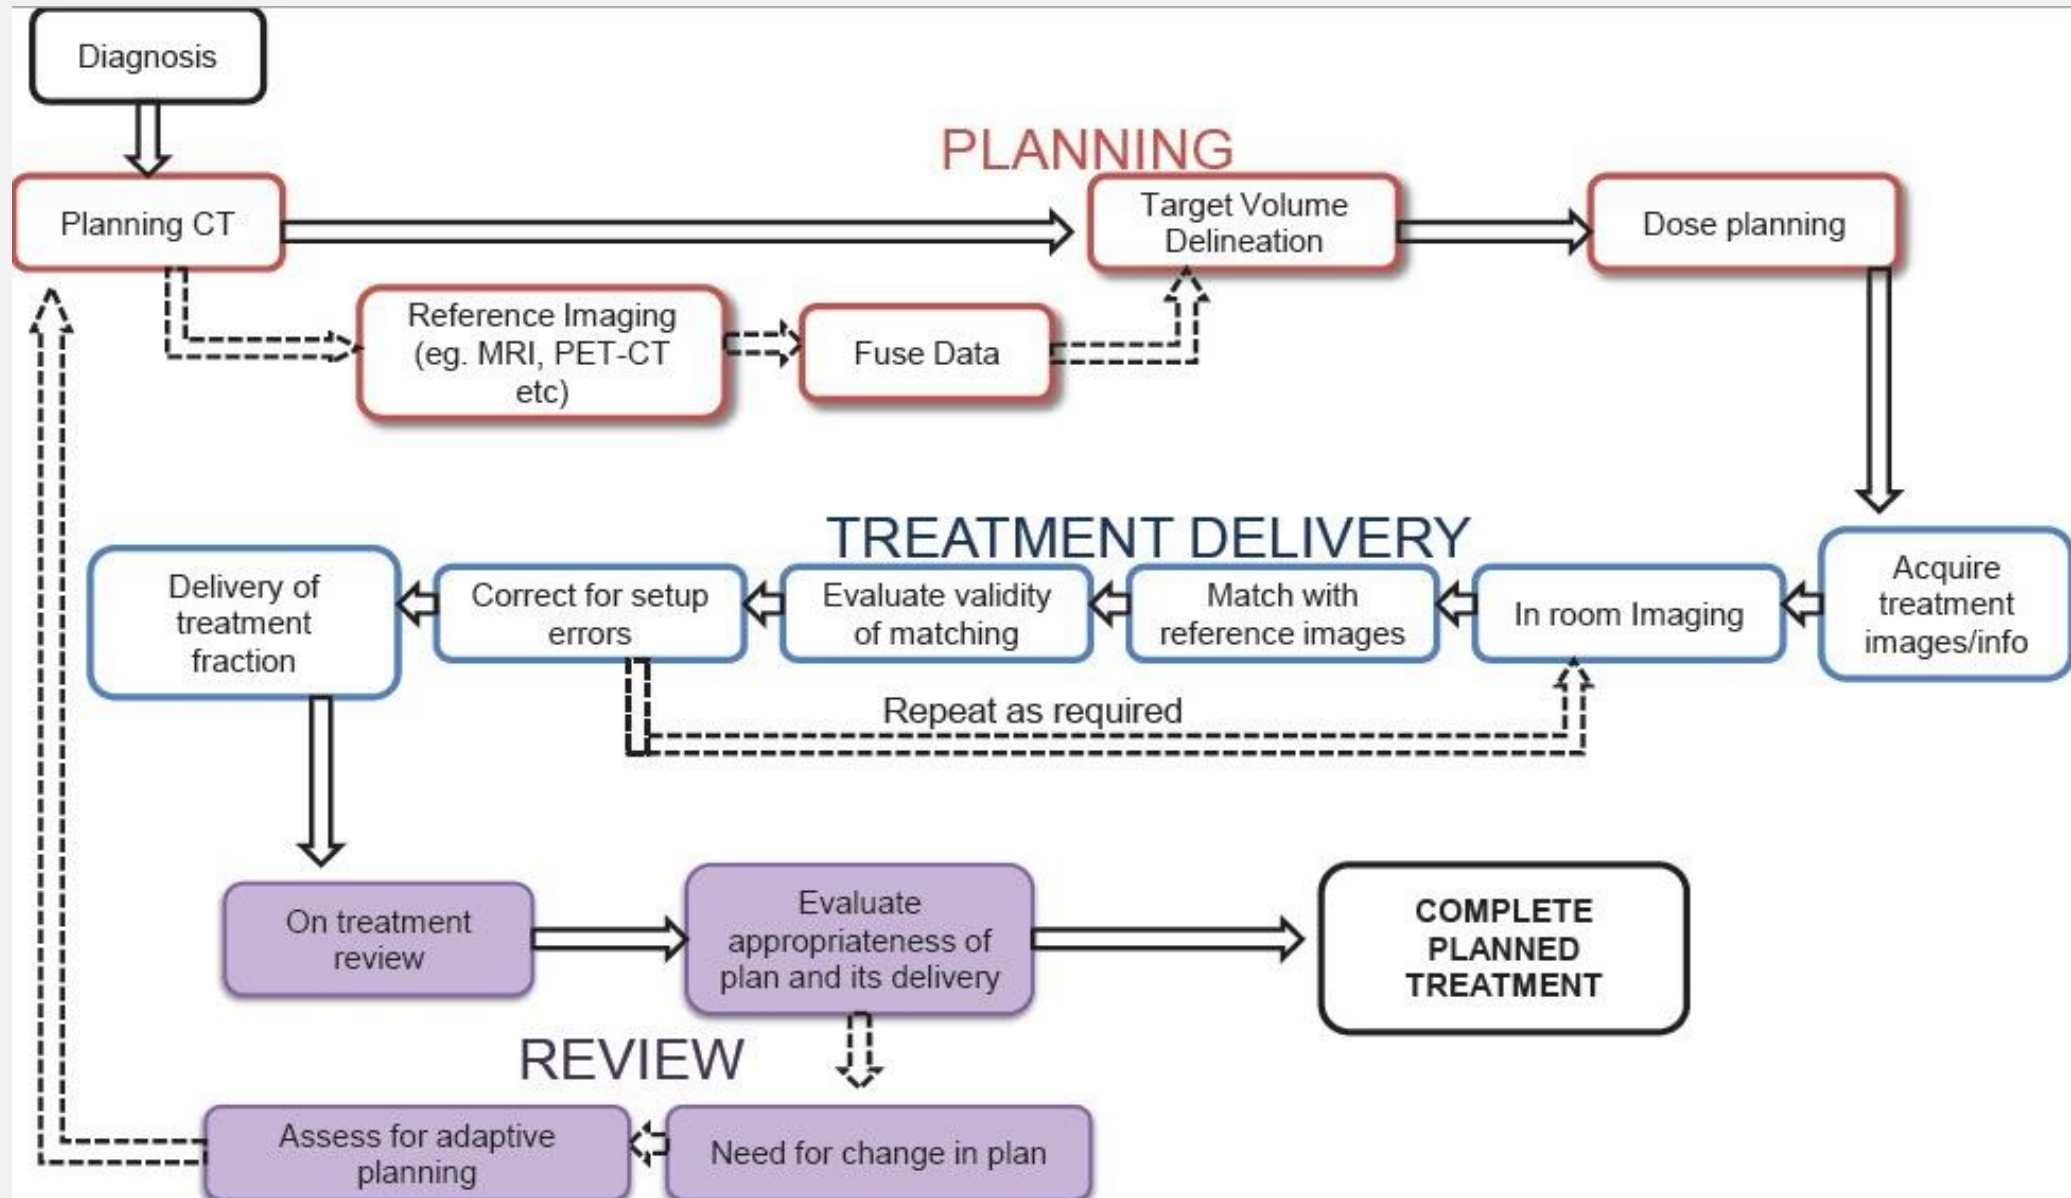 Diagnosis
PLANNING
Planning CT
Target Volume
Delineation
Dose planning
Reference Imaging
(eg. MRI, PET-CT
etc)
Fuse Data
TREATMENT DELIVERY
Acquire
treatment
images/info
In room Imaging
Match with
reference images
Evaluate validity
of matching
Correct for setup
errors
Delivery of
treatment
fraction
Repeat as required
On treatment
review
Evaluate
appropriateness of
plan and its delivery
COMPLETE
PLANNED
TREATMENT
REVIEW
Need for change in plan
Assess for adaptive
planning